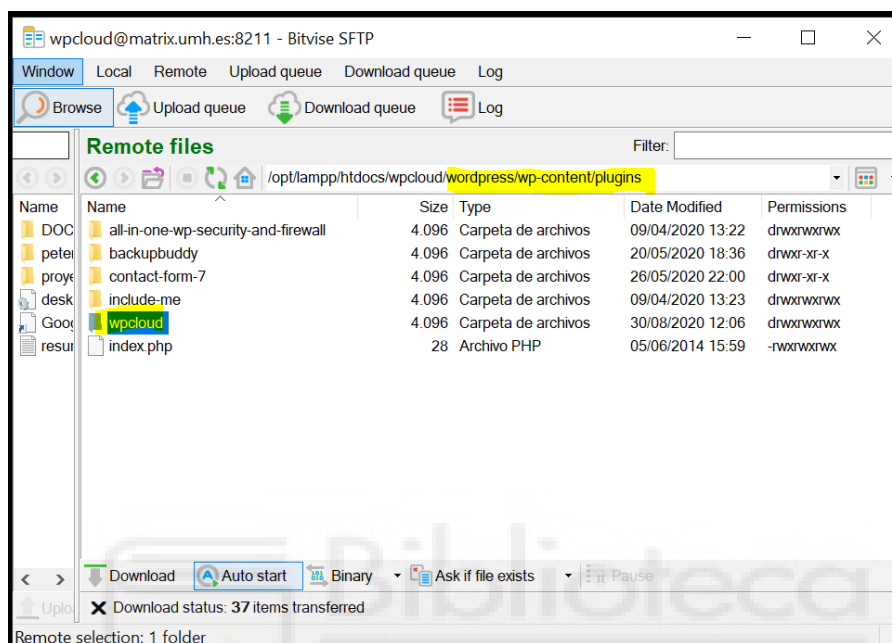 wpcloud@matrix.umh.es:8211 - Bitvise SFTP
Window Local Remote Upload queue Download queue Log
Browse Upload queue Download queue Log
Remote files Filter:
/opt/lampp/htdocs/wpcloud/wordpress/wp-content/plugins
Name Name Size Type Date Modified Permissions
DOC all-in-one-wp-security-and-firewall 4.096 Carpeta de archivos 09/04/2020 13:22 drwxrwxrwx
peter backupbuddy 4.096 Carpeta de archivos 20/05/2020 18:36 drwxr-xr-x
proye contact-form-7 4.096 Carpeta de archivos 26/05/2020 22:00 drwxr-xr-x
desk include-me 4.096 Carpeta de archivos 09/04/2020 13:23 drwxrwxrwx
Goog wpcloud 4.096 Carpeta de archivos 30/08/2020 12:06 drwxrwxrwx
resur index.php 28 Archivo PHP 05/06/2014 15:59 -rwxrwxrwx
Download Auto start Binary Ask if file exists Pause
Uplo Download status: 37 items transferred
Remote selection: 1 folder
Biblioteca